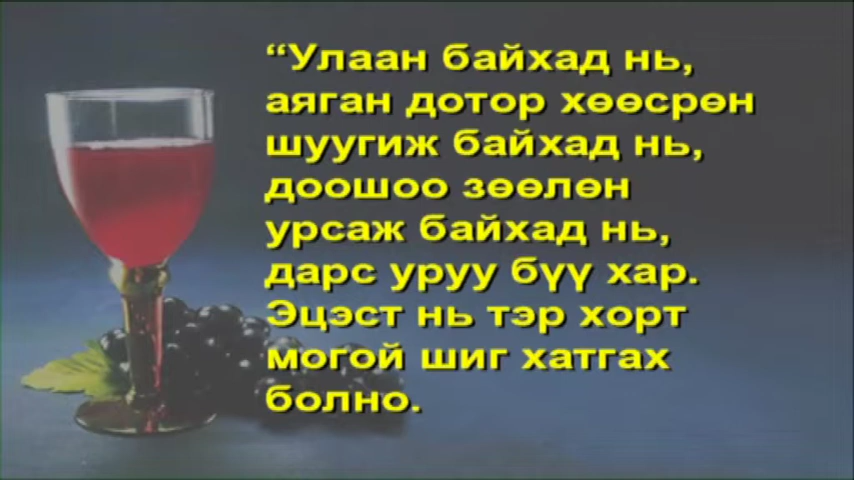 “Улаан байхад нь,
аяган дотор хөөсрөн
шуугиж байхад нь,
доошоо зөөлөн
урсаж байхад нь,
дарс уруу бүү хар.
Эцэст нь тэр хорт
могой шиг хатгах
болно.